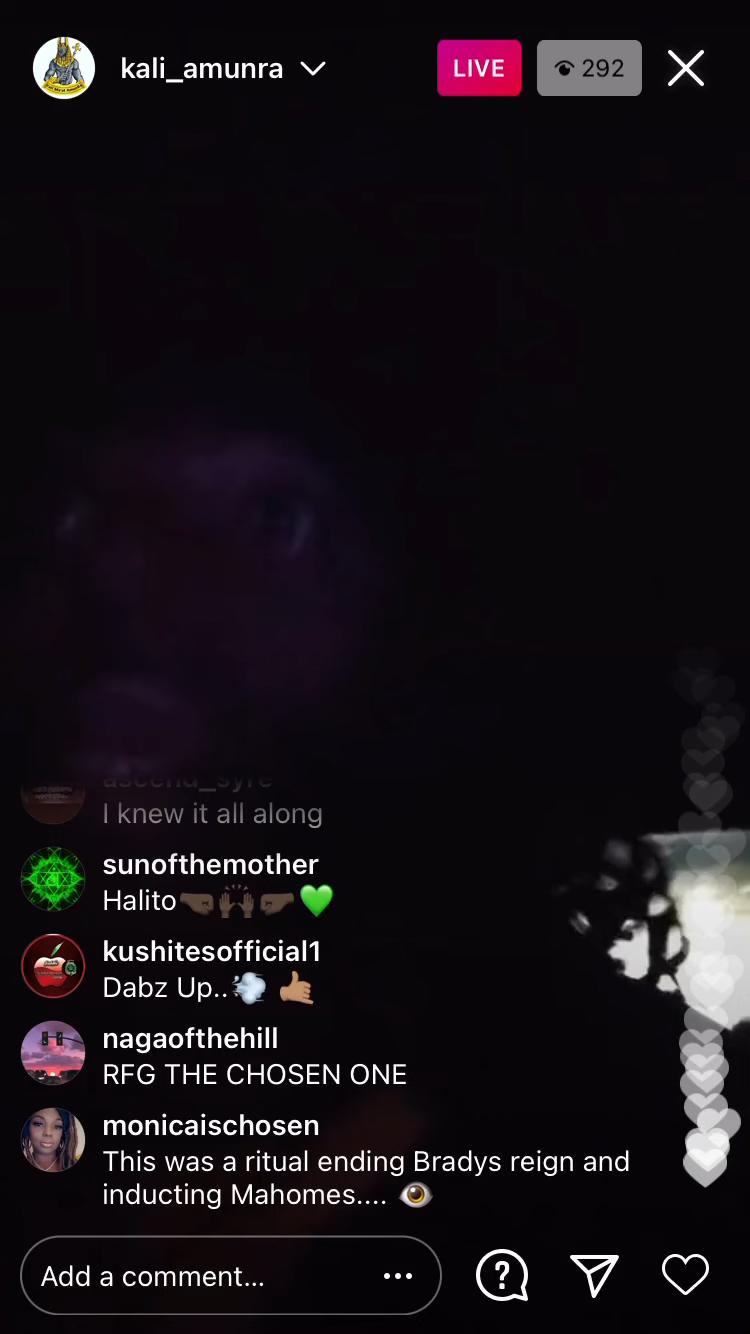 kali_amunra
LIVE
292
ascend_syre
I knew it all along
sunofthemother
Halito🤜🏿🙌🏿🤛🏿💚
kushitesofficial1
Dabz Up..💨 🤙🏽
nagaofthehill
RFG THE CHOSEN ONE
monicaischosen
This was a ritual ending Bradys reign and
inducting Mahomes.... 👁️
Add a comment...